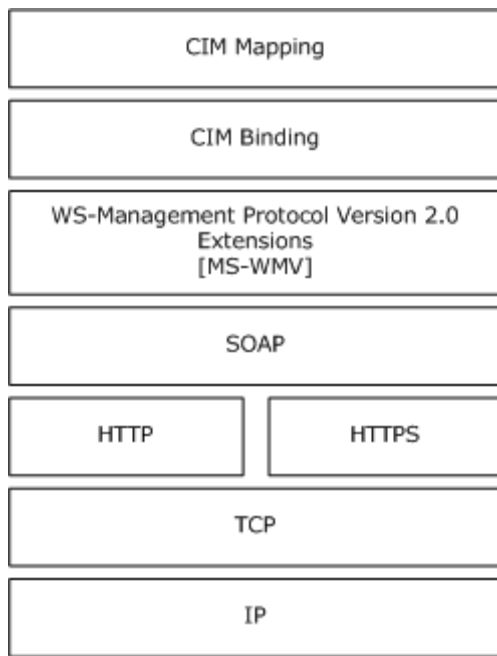 CIM Mapping
CIM Binding
WS-Management Protocol Version 2.0
Extensions
[MS-WMV]
SOAP
HTTP
HTTPS
TCP
IP